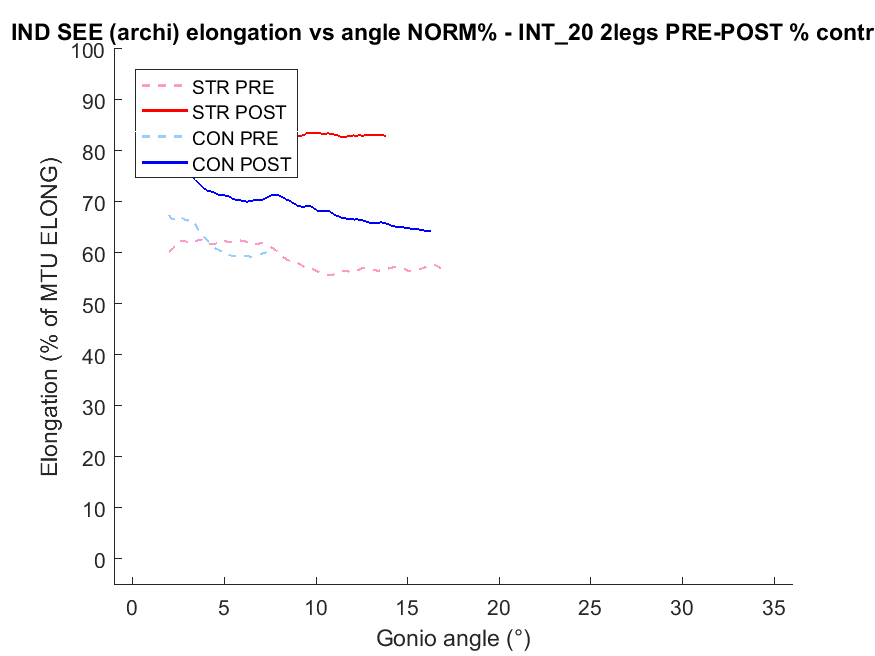 IND SEE (archi) elongation vs angle NORM% - INT_20 2legs PRE-POST % contr
100
90
80
70
60
50
40
30
20
10
0
Elongation (% of MTU ELONG)
STR PRE
STR POST
CON PRE
CON POST
0 5 10 15 20 25 30 35
Gonio angle (°)